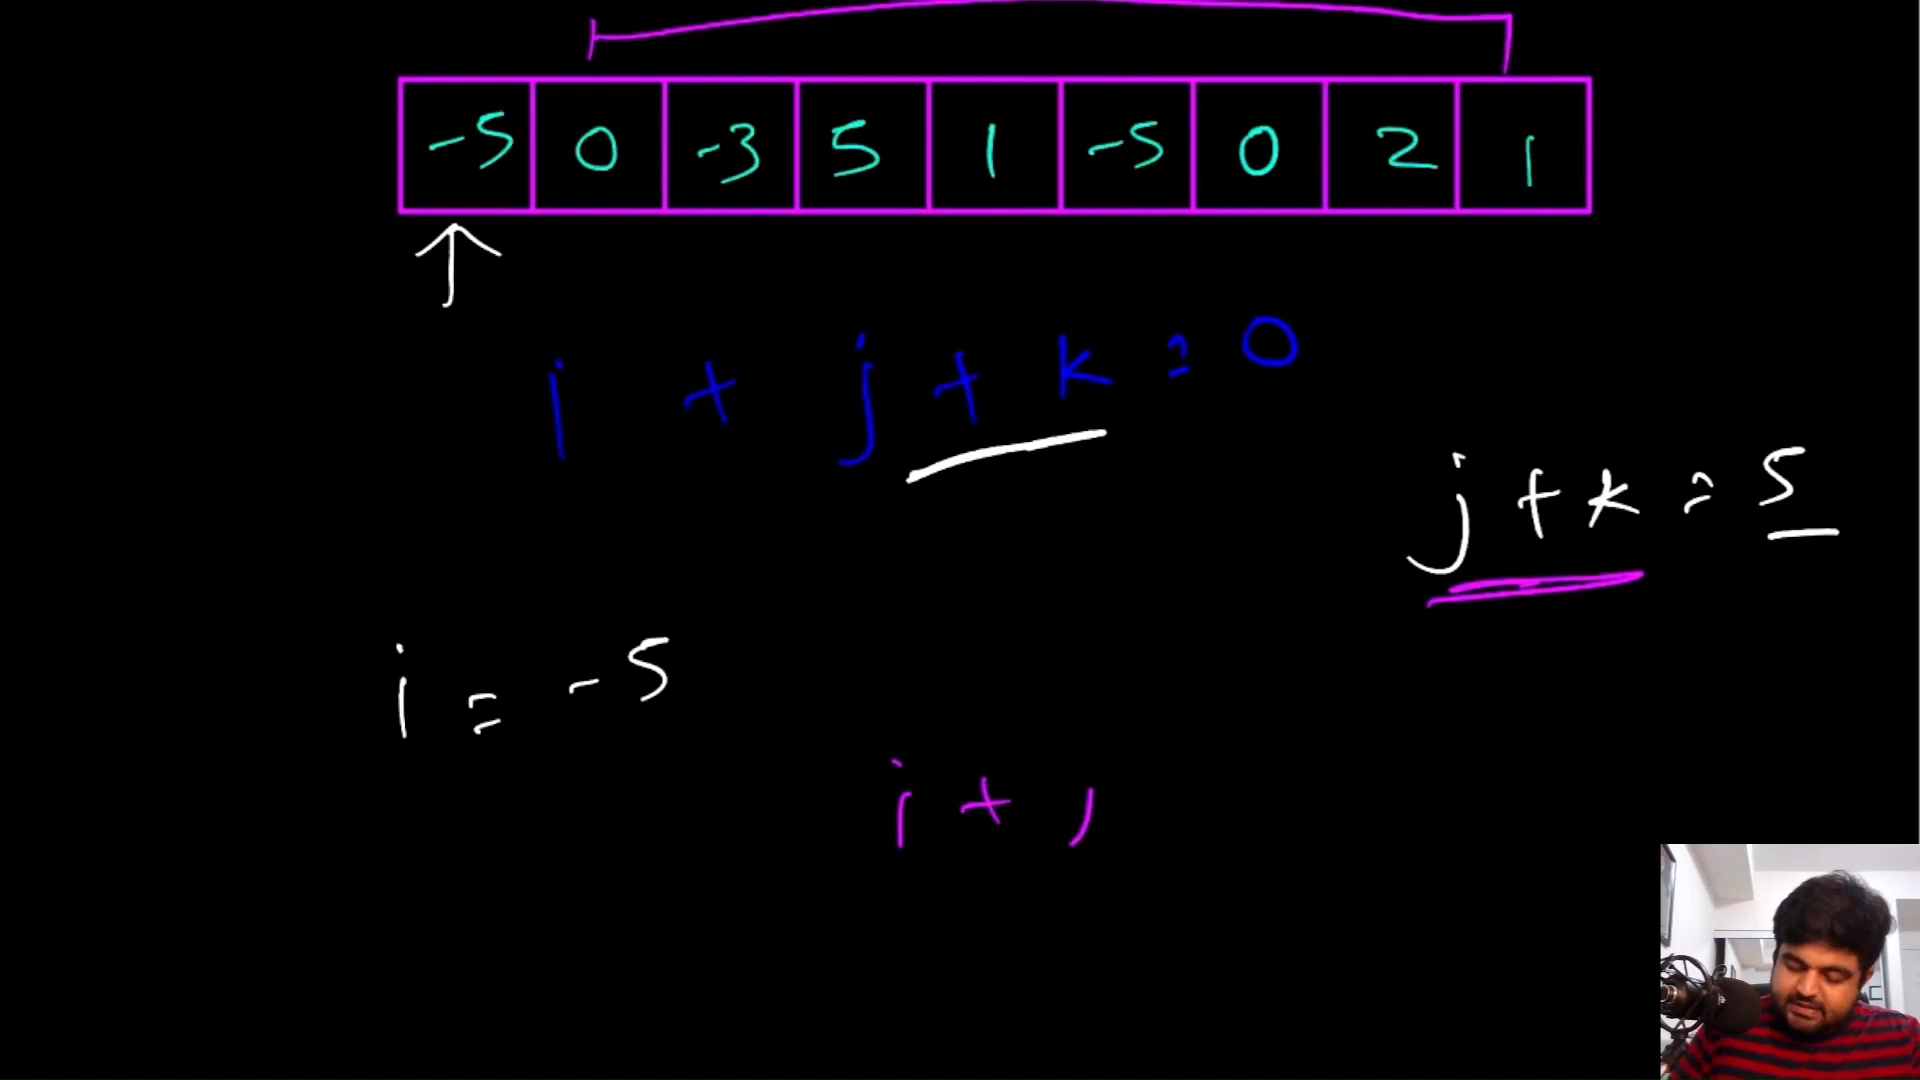 -5 0 -3 5 1 -5 0 2 1
i + j + k = 0
j + k = 5
i = -5
i +